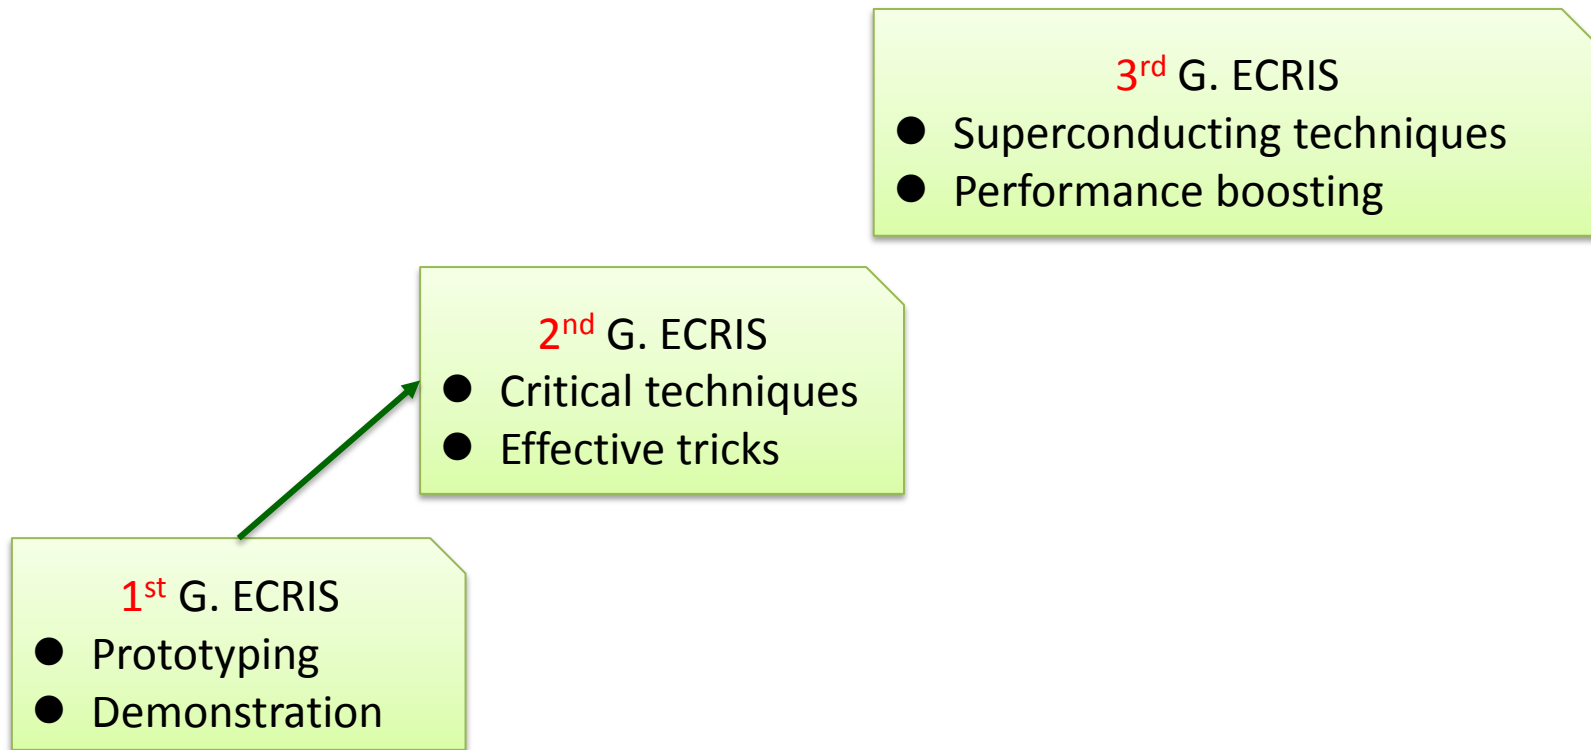 3rd G. ECRIS
● Superconducting techniques
● Performance boosting
2nd G. ECRIS
● Critical techniques
● Effective tricks
1st G. ECRIS
● Prototyping
● Demonstration